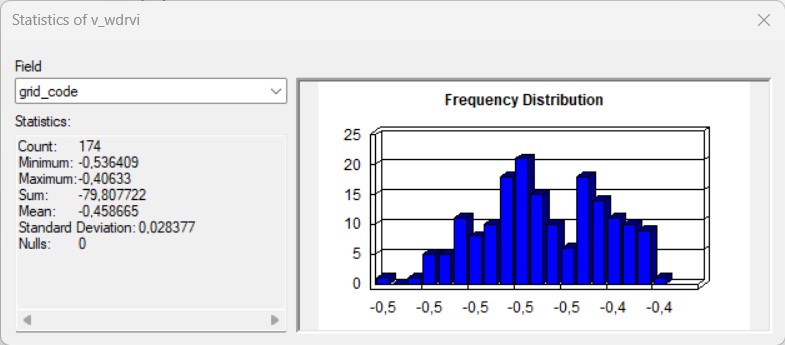 Statistics of v_wdrvi
Field
grid_code
Statistics:
Count: 174
Minimum: -0,536409
Maximum: -0,40633
Sum: -79,807722
Mean: -0,458665
Standard Deviation: 0,028377
Nulls: 0
Frequency Distribution
25
20
15
10
5
0
-0,5 -0,5 -0,5 -0,5 -0,5 -0,4 -0,4